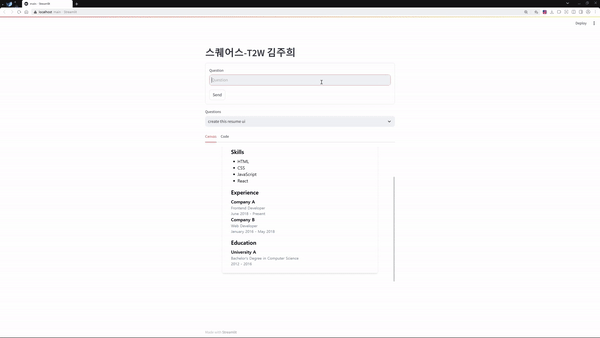 main · Streamlit
localhost
Deploy
스퀘어스-T2W 김주희
Question
Question
Send
Questions
create this resume ui
Canvas Code
Skills
HTML
CSS
JavaScript
React
Experience
Company A
Frontend Developer
June 2018 - Present
Company B
Web Developer
January 2016 - May 2018
Education
University A
Bachelor's Degree in Computer Science
2012 - 2016
Made with Streamlit